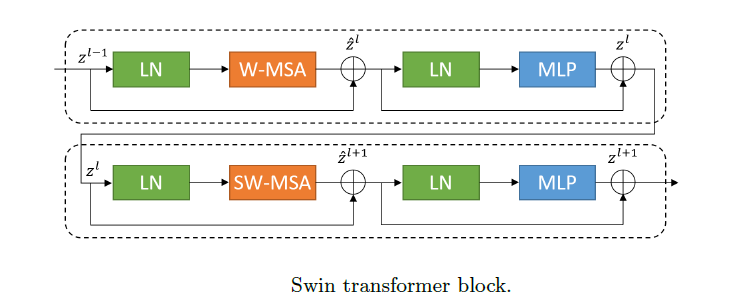 z^{l-1} LN W-MSA ẑ^l LN MLP z^l
z^l LN SW-MSA ẑ^{l+1} LN MLP z^{l+1}
Swin transformer block.